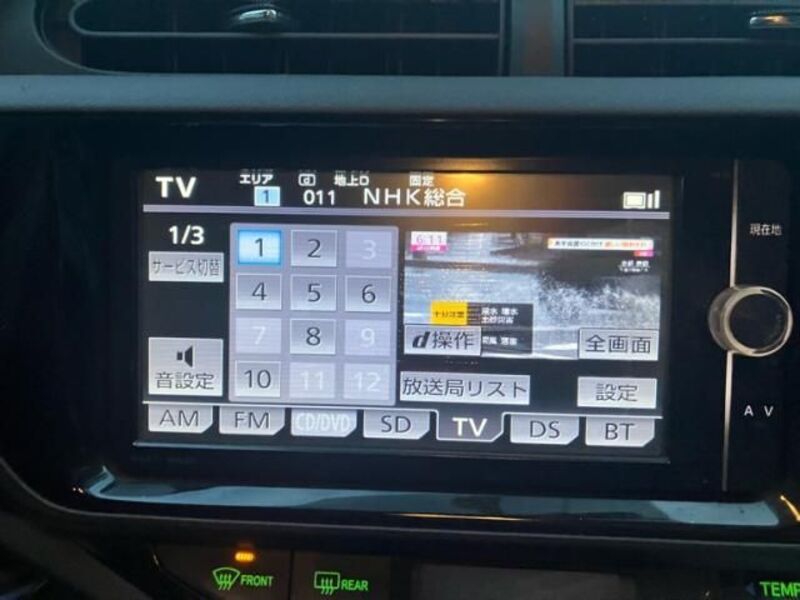 TV エリア 1 011 地上D 固定 NHK総合
1/3
サービス切替
1 2 3
4 5 6
7 8 9
10 11 12
音設定
6:11
d操作
全画面
放送局リスト
設定
AM FM CD/DVD SD TV DS BT
現在地
A V
FRONT
REAR
TEMP